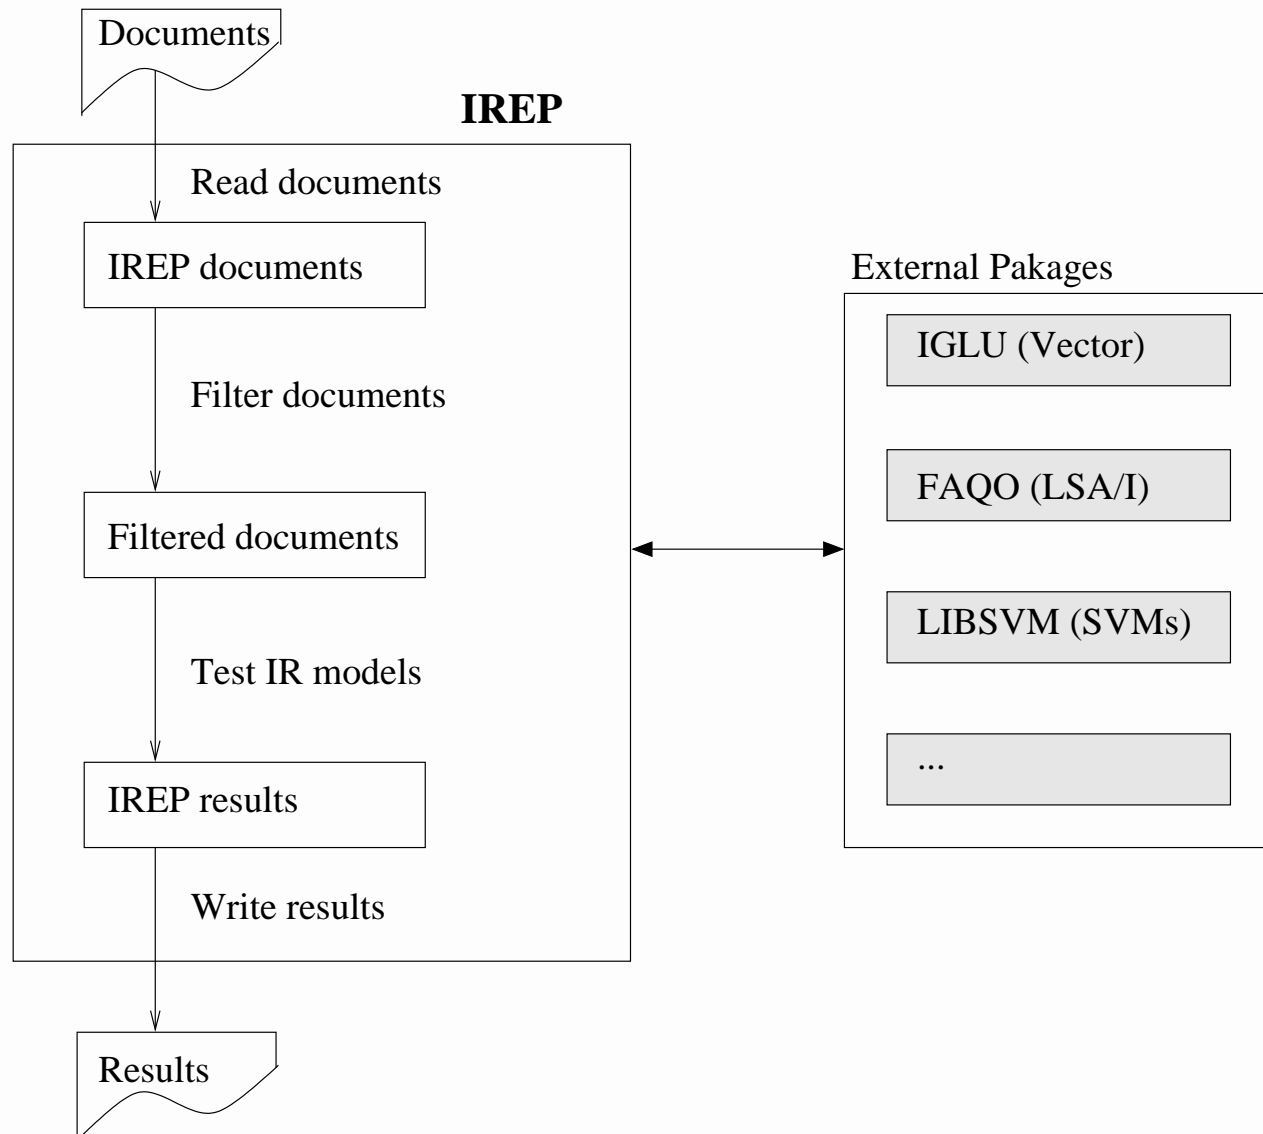 Documents
IREP
Read documents
IREP documents
Filter documents
Filtered documents
Test IR models
IREP results
Write results
Results
External Pakages
IGLU (Vector)
FAQO (LSA/I)
LIBSVM (SVMs)
...